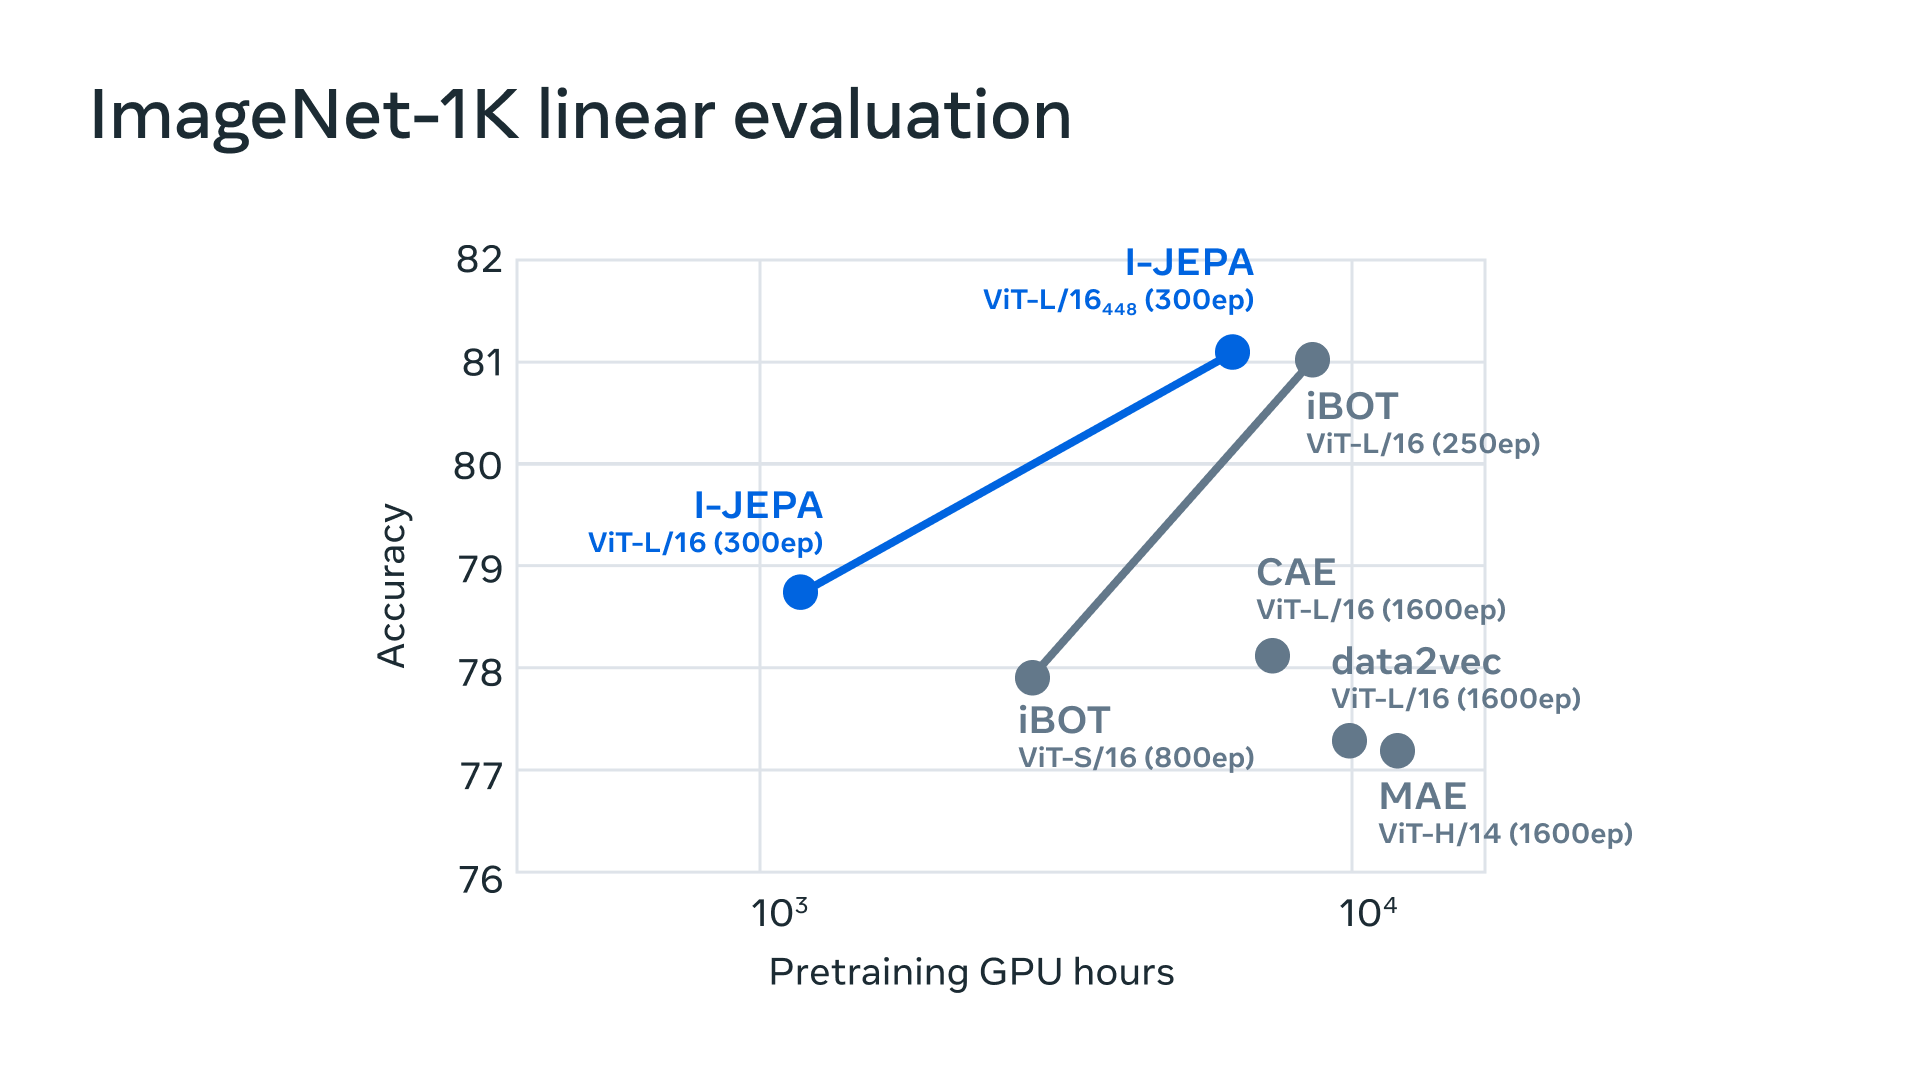 ImageNet-1K linear evaluation
82
81
80
79
78
77
76
Accuracy
I-JEPA
ViT-L/16₄₄₈ (300ep)
iBOT
ViT-L/16 (250ep)
I-JEPA
ViT-L/16 (300ep)
CAE
ViT-L/16 (1600ep)
data2vec
ViT-L/16 (1600ep)
iBOT
ViT-S/16 (800ep)
MAE
ViT-H/14 (1600ep)
10³
10⁴
Pretraining GPU hours